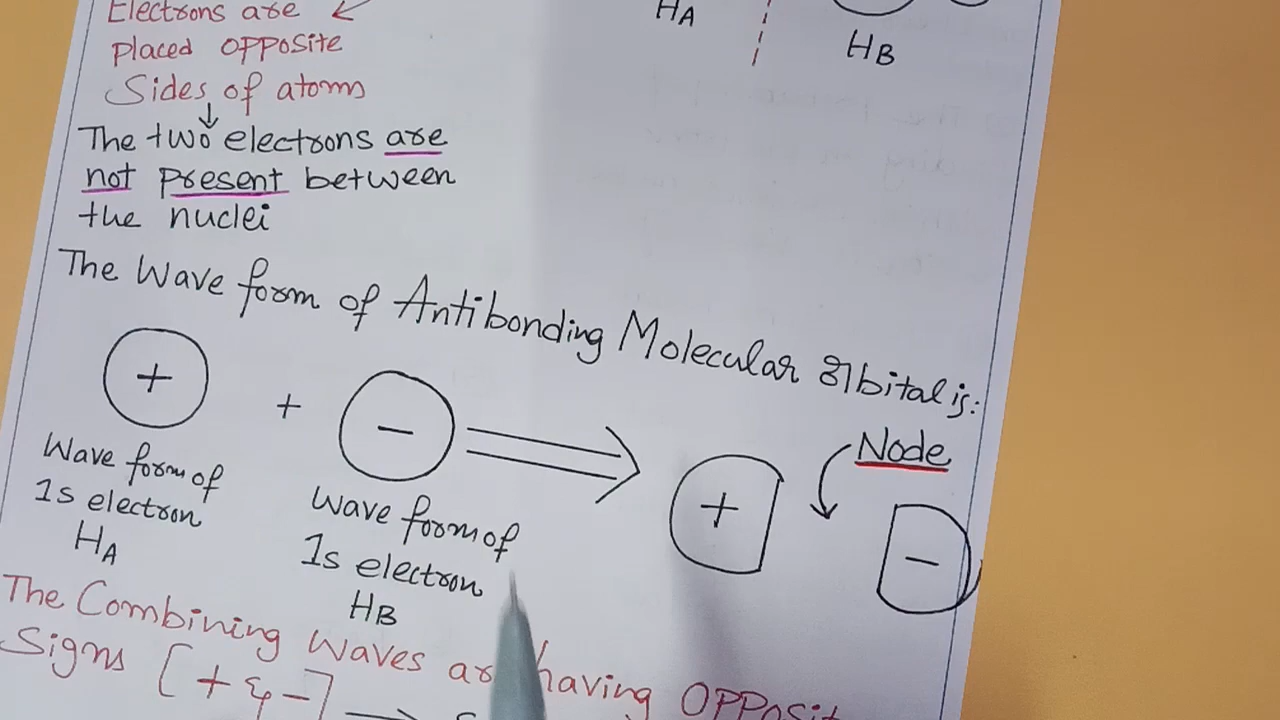 Electrons are
placed opposite
Sides of atoms
The two electrons are
not present between
the nuclei
HA
HB
The Wave form of Antibonding Molecular Orbital is:
+
+
-
Node
+
-
Wave form of
1s electron
HA
Wave form of
1s electron
HB
The Combining Waves are having OPPosit
Signs [+ & -]